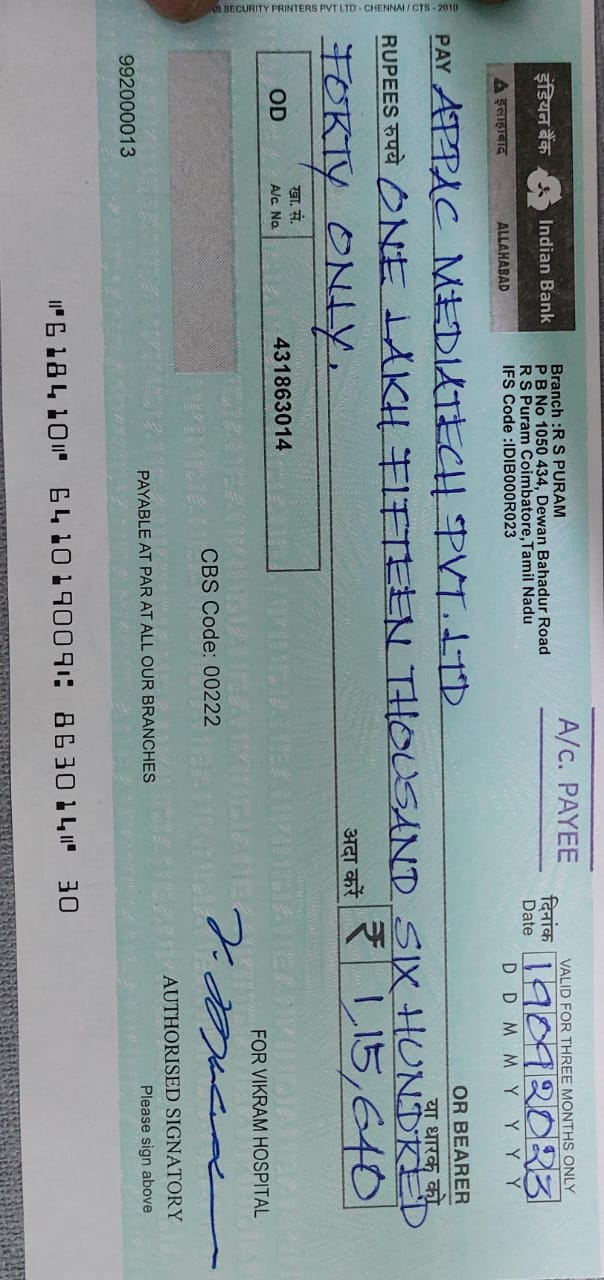 इंडियन बैंक Indian Bank
इलाहाबाद ALLAHABAD
Branch :R S PURAM
P B No 1050 434, Dewan Bahadur Road
R S Puram Coimbatore,Tamil Nadu
IFS Code :IDIB000R023
A/c. PAYEE
VALID FOR THREE MONTHS ONLY
दिनांक
Date 19092023
D D M M Y Y Y Y
PAY APPAC MEDIATECH PVT. LTD
OR BEARER
या धारक को
RUPEES रुपये ONE LAKH FIFTEEN THOUSAND SIX HUNDRED
FORTY ONLY.
अदा करें ₹ 1,15,640
OD खा. सं. A/c. No. 431863014
FOR VIKRAM HOSPITAL
CBS Code: 00222
AUTHORISED SIGNATORY
Please sign above
PAYABLE AT PAR AT ALL OUR BRANCHES
992000013
⑈618410⑈ 641019009⑆ 863014⑈ 30
SECURITY PRINTERS PVT LTD - CHENNAI / CTS - 2010